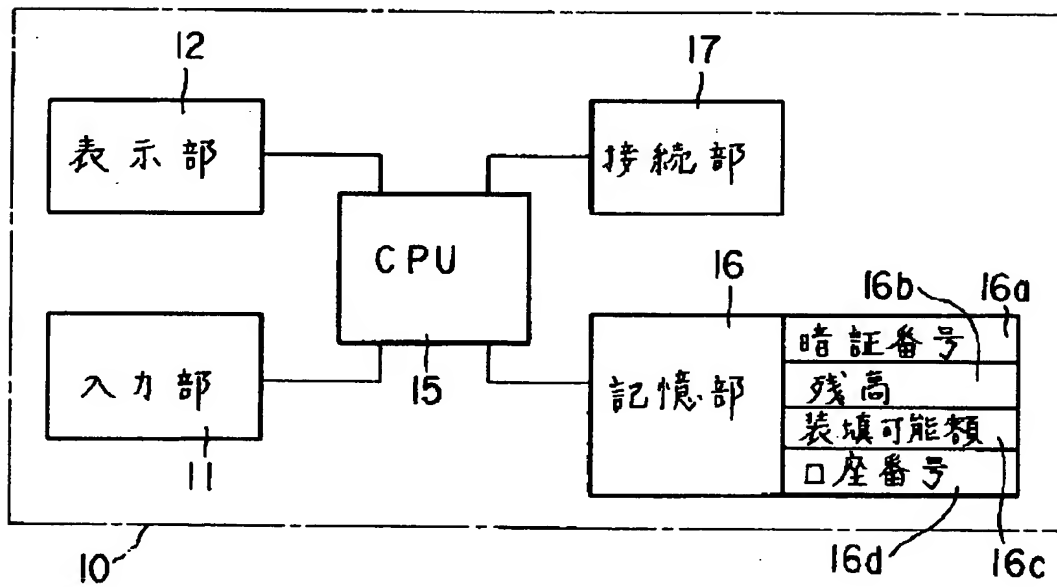 12
17
表示部
接続部
CPU
16
16b
16a
暗証番号
入力部
15
記憶部
残高
装填可能額
口座番号
11
10
16d
16c